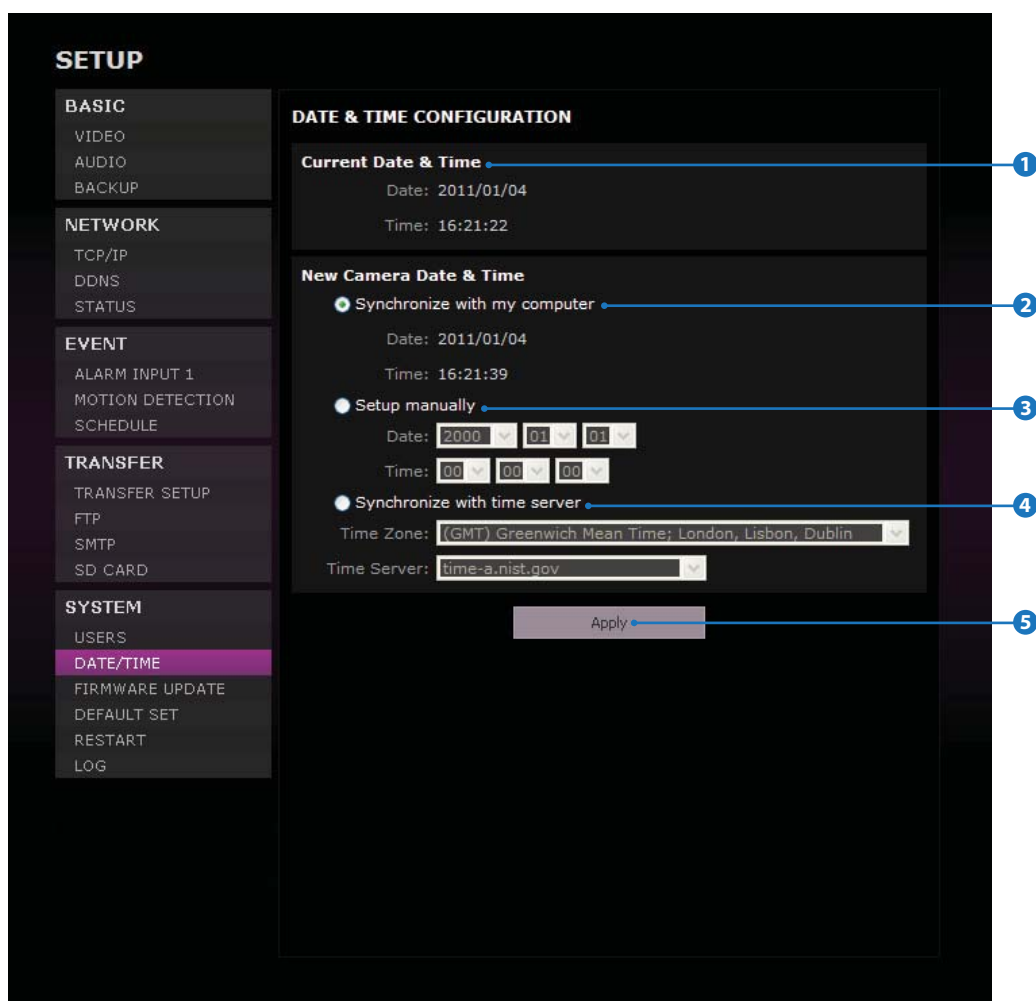 SETUP
BASIC
VIDEO
AUDIO
BACKUP
NETWORK
TCP/IP
DDNS
STATUS
EVENT
ALARM INPUT 1
MOTION DETECTION
SCHEDULE
TRANSFER
TRANSFER SETUP
FTP
SMTP
SD CARD
SYSTEM
USERS
DATE/TIME
FIRMWARE UPDATE
DEFAULT SET
RESTART
LOG
DATE & TIME CONFIGURATION
Current Date & Time 1
Date: 2011/01/04
Time: 16:21:22
New Camera Date & Time
Synchronize with my computer 2
Date: 2011/01/04
Time: 16:21:39
Setup manually 3
Date: 2000 01 01
Time: 00 00 00
Synchronize with time server 4
Time Zone: (GMT) Greenwich Mean Time; London, Lisbon, Dublin
Time Server: time-a.nist.gov
Apply 5